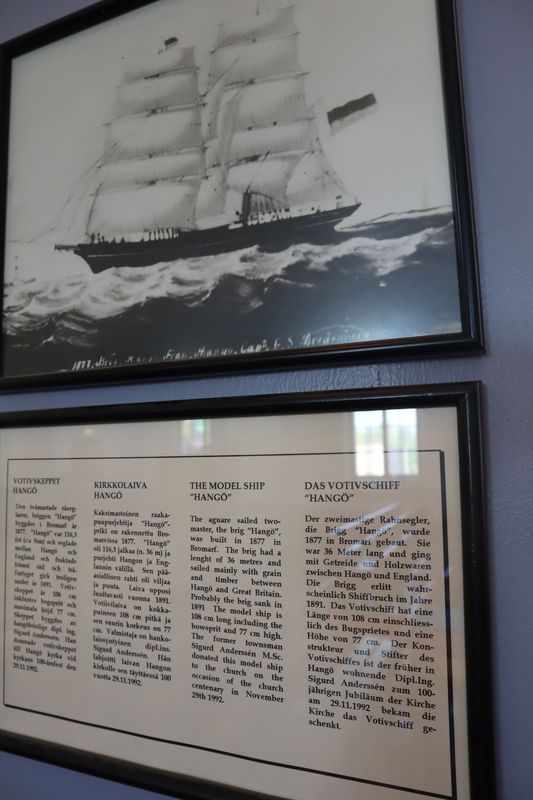 1877 Hangö
VOTIVSKEPPET
HANGÖ
Den tvåmastade råseg-
laren, briggen "Hangö"
byggdes i Bromarf år
1877. "Hangö" var 116,3
fot (ca 36m) och seglade
mellan Hangö och
England och fraktade
främst säd och trä.
Fartyget gick troligen
under år 1891. Votiv-
skeppet är 108 cm
inklusive bogspröt och
maximala höjd 77 cm.
Skeppet byggdes av
hangöbördige dipl. ing.
Sigurd Anderssén. Han
donerade votivskeppet
till Hangö kyrka vid
kyrkans 100-årsfest den
29.11.1992.
KIRKKOLAIVA
HANGÖ
Kaksimastoinen raaka-
puupurjehtija "Hangö"-
priki on rakennettu Bro-
marvissa 1877. "Hangö"
oli 116,3 jalkaa (n. 36 m) ja
purjehti Hangon ja Eng-
lannin välillä. Sen pää-
asiallinen rahti oli viljaa
ja puuta. Laiva upposi
luultavasti vuonna 1891.
Votiivilaiva on kokka-
puineen 108 cm pitkä ja
sen suurin korkeus on 77
cm. Valmistaja on hanko-
laissyntyinen dipl.ins.
Sigurd Anderssén. Hän
lahjoitti laivan Hangon
kirkolle sen täyttäessä 100
vuotta 29.11.1992.
THE MODEL SHIP
"HANGÖ"
The aguare sailed two-
master, the brig "Hangö",
was built in 1877 in
Bromarf. The brig had a
lenght of 36 metres and
sailed mainly with grain
and timber between
Hangö and Great Britain.
Probably the brig sank in
1891 The model ship is
108 cm long including the
bowsprit and 77 cm high.
The former townsman
Sigurd Anderssén M.Sc.
donated this model ship
to the church on the
occasion of the church
centenary in November
29th 1992.
DAS VOTIVSCHIFF
"HANGÖ"
Der zweimastige Rahnsegler,
die Brigg "Hangö", wurde
1877 in Bromarf gebaut. Sie
war 36 Meter lang und ging
mit Getreide und Holzwaren
zwischen Hangö und England.
Die Brigg erlitt wahr-
scheinlich Shiffbruch im Jahre
1891. Das Votivschiff hat eine
Länge von 108 cm einschliess-
lich des Bugsprietes und eine
Höhe von 77 cm. Der Kon-
strukteur und Stifter des
Votivschiffes ist der früher in
Hangö wohnende Dipl.Ing.
Sigurd Anderssén zum 100-
jährigen Jubiläum der Kirche
am 29.11.1992 bekam die
Kirche das Votivschiff ge-
schenkt.